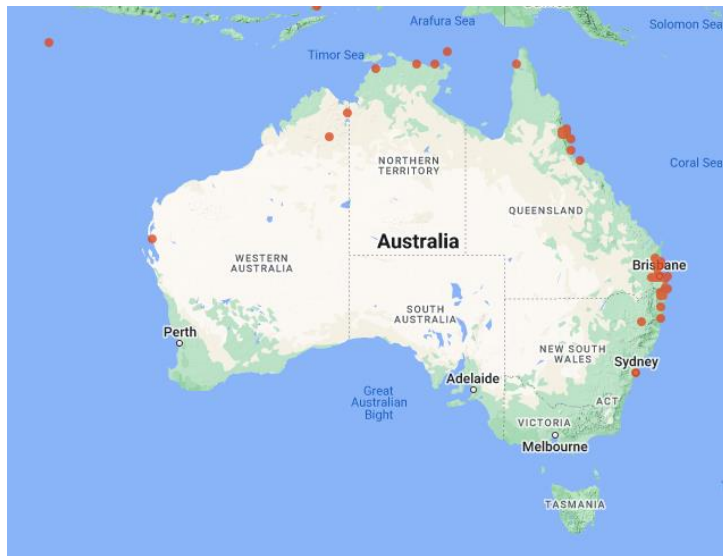 Arafura Sea
Solomon Sea
Timor Sea
NORTHERN
TERRITORY
Coral Sea
QUEENSLAND
Australia
WESTERN
AUSTRALIA
Brisbane
SOUTH
AUSTRALIA
Perth
NEW SOUTH
WALES
Sydney
Adelaide
Great
Australian
Bight
ACT
VICTORIA
Melbourne
TASMANIA